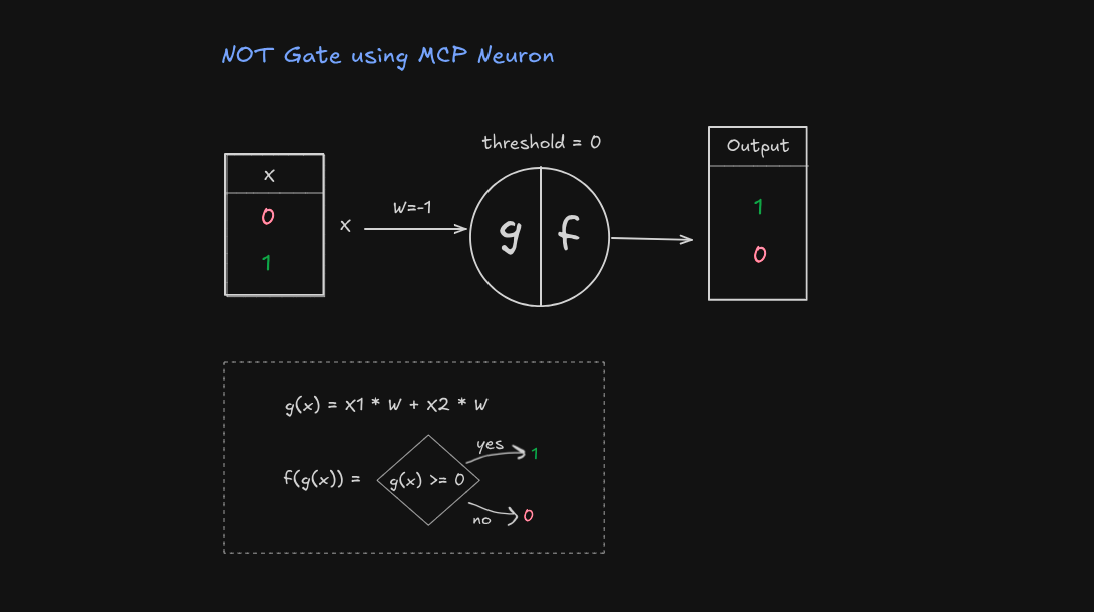 NOT Gate using MCP Neuron
threshold = 0
x
0
1
x
W=-1
g
f
Output
1
0
g(x) = x1 * W + x2 * W
f(g(x)) =
g(x) >= 0
yes
1
no
0